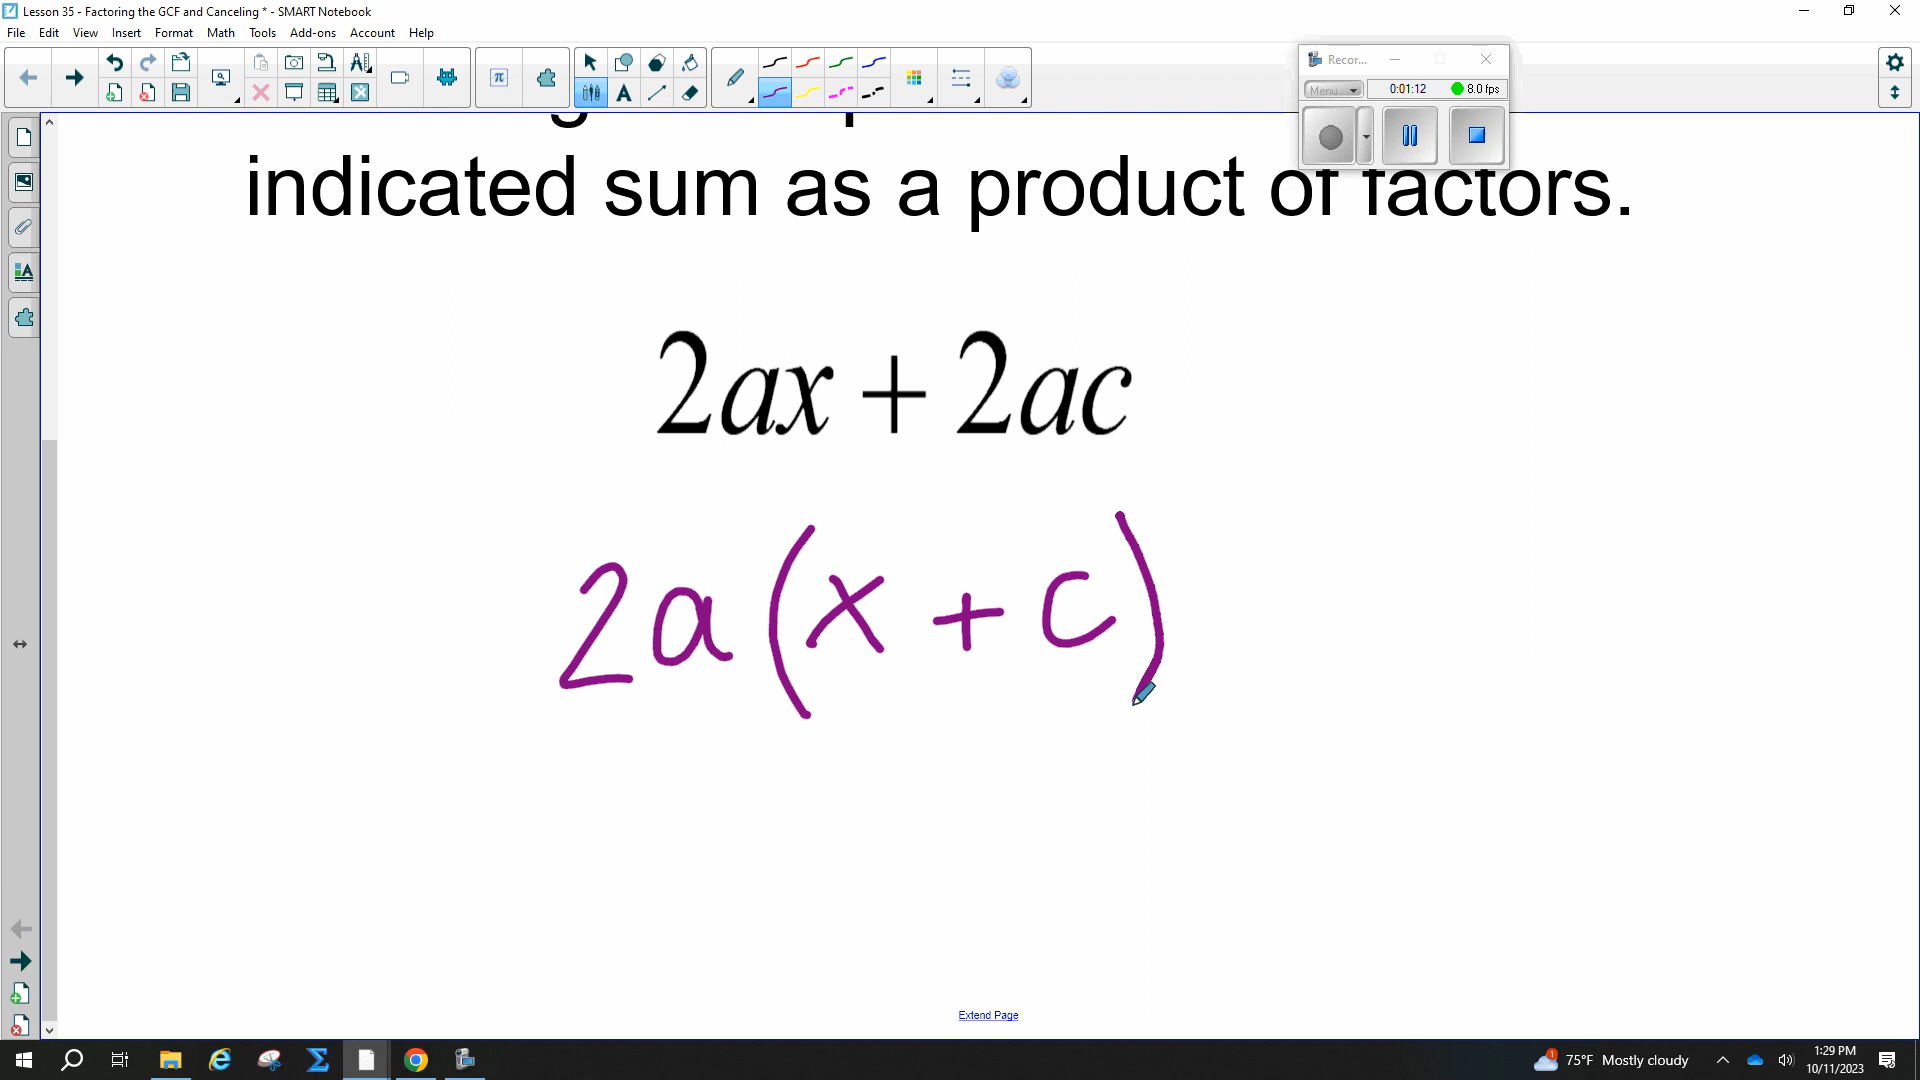 Lesson 35 - Factoring the GCF and Canceling * - SMART Notebook
File Edit View Insert Format Math Tools Add-ons Account Help
Recor...
Menu 0:01:12 8.0 fps
indicated sum as a product of factors.
2ax + 2ac
2a(x + c)
Extend Page
75°F Mostly cloudy
1:29 PM
10/11/2023